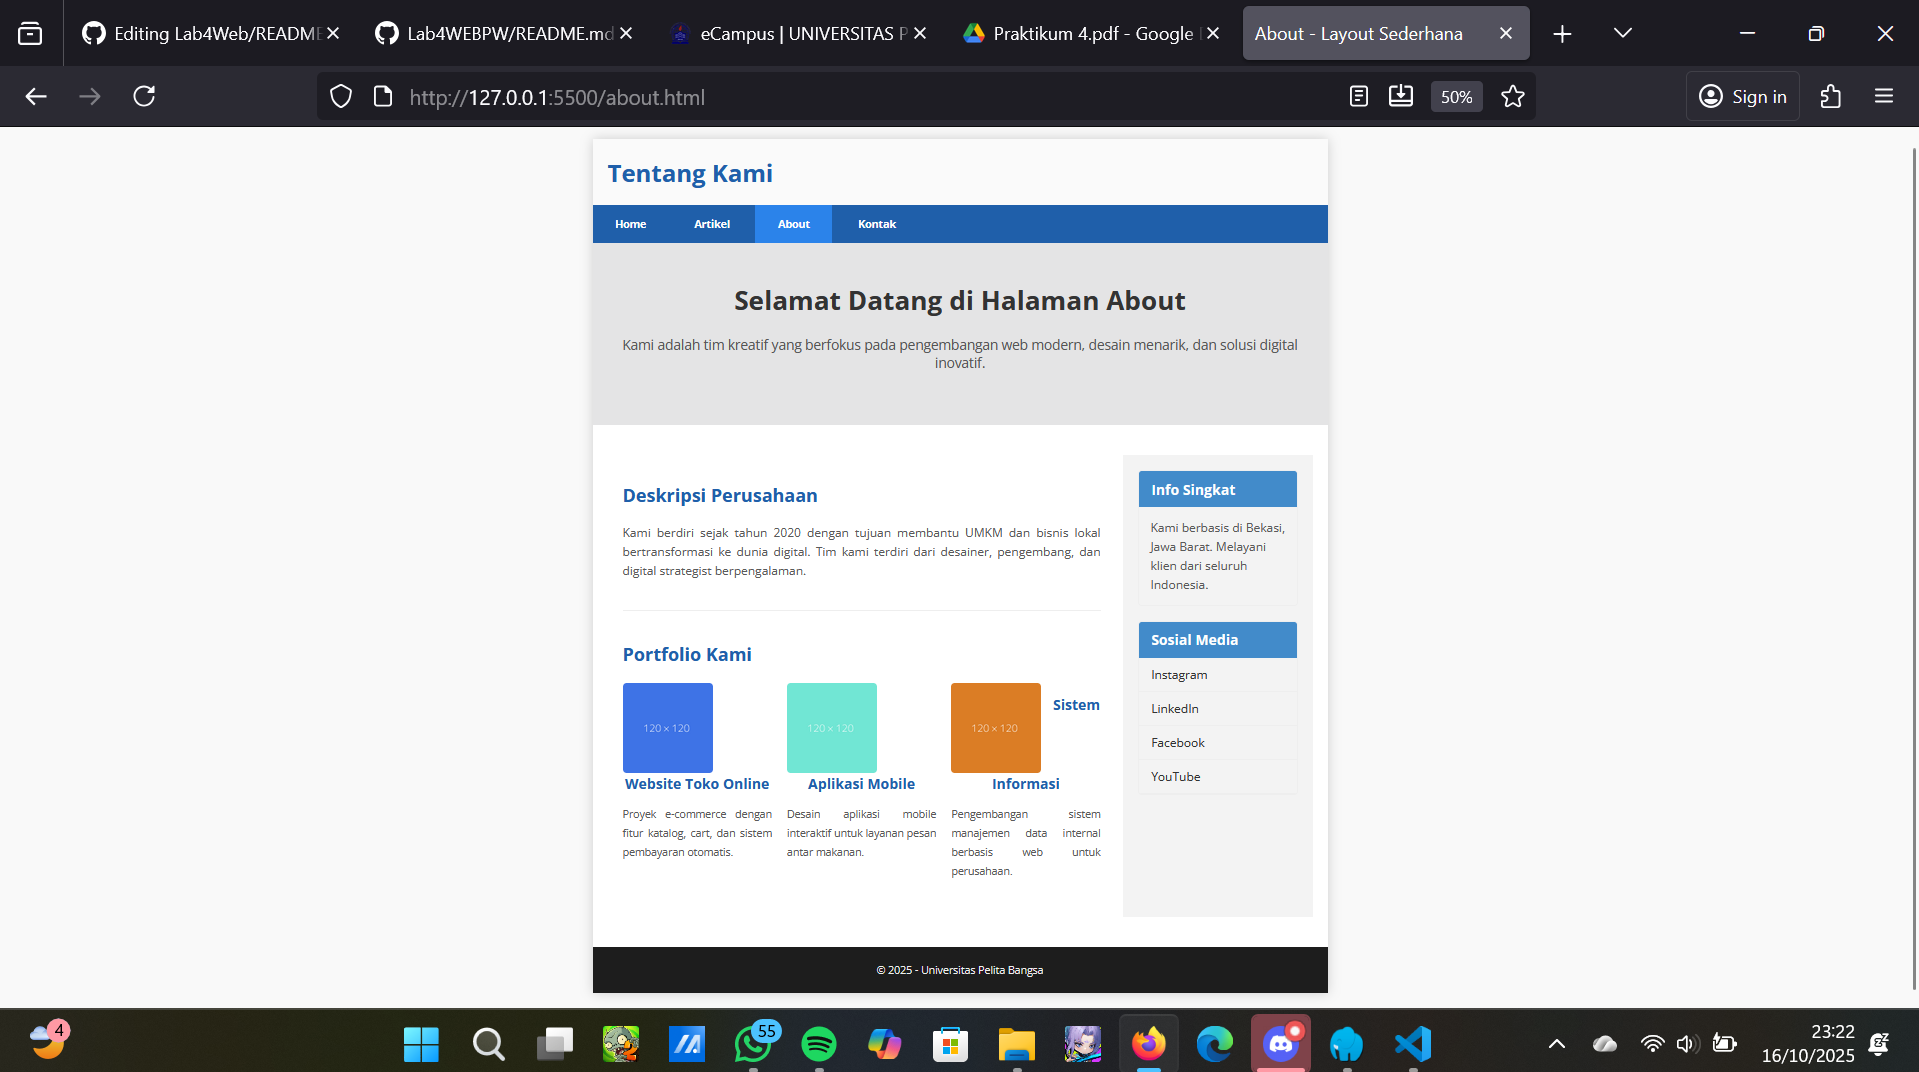 Editing Lab4Web/README
Lab4WEBPW/README.md
eCampus | UNIVERSITAS P
Praktikum 4.pdf - Google
About - Layout Sederhana
http://127.0.0.1:5500/about.html
50%
Sign in
Tentang Kami
Home Artikel About Kontak
Selamat Datang di Halaman About
Kami adalah tim kreatif yang berfokus pada pengembangan web modern, desain menarik, dan solusi digital
inovatif.
Deskripsi Perusahaan
Kami berdiri sejak tahun 2020 dengan tujuan membantu UMKM dan bisnis lokal
bertransformasi ke dunia digital. Tim kami terdiri dari desainer, pengembang, dan
digital strategist berpengalaman.
Portfolio Kami
120 × 120
Website Toko Online
Proyek e-commerce dengan
fitur katalog, cart, dan sistem
pembayaran otomatis.
120 × 120
Aplikasi Mobile
Desain aplikasi mobile
interaktif untuk layanan pesan
antar makanan.
120 × 120
Sistem
Informasi
Pengembangan sistem
manajemen data internal
berbasis web untuk
perusahaan.
Info Singkat
Kami berbasis di Bekasi,
Jawa Barat. Melayani
klien dari seluruh
Indonesia.
Sosial Media
Instagram
LinkedIn
Facebook
YouTube
© 2025 - Universitas Pelita Bangsa
4
55
23:22
16/10/2025